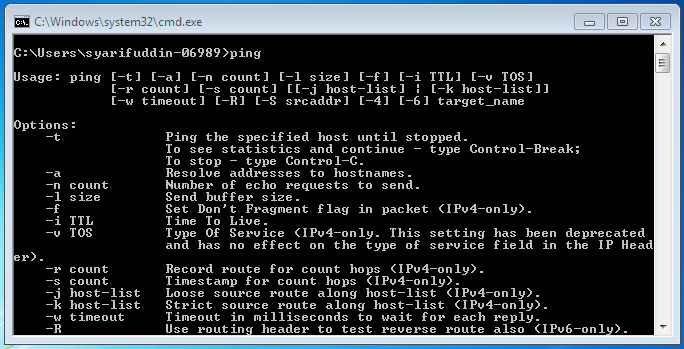 C:\Windows\system32\cmd.exe
C:\Users\syarifuddin-06989>ping
Usage: ping [-t] [-a] [-n count] [-l size] [-f] [-i TTL] [-v TOS]
[-r count] [-s count] [[-j host-list] | [-k host-list]]
[-w timeout] [-R] [-S srcaddr] [-4] [-6] target_name
Options:
-t Ping the specified host until stopped.
To see statistics and continue - type Control-Break;
To stop - type Control-C.
-a Resolve addresses to hostnames.
-n count Number of echo requests to send.
-l size Send buffer size.
-f Set Don't Fragment flag in packet (IPv4-only).
-i TTL Time To Live.
-v TOS Type Of Service (IPv4-only. This setting has been deprecated
and has no effect on the type of service field in the IP Head
er).
-r count Record route for count hops (IPv4-only).
-s count Timestamp for count hops (IPv4-only).
-j host-list Loose source route along host-list (IPv4-only).
-k host-list Strict source route along host-list (IPv4-only).
-w timeout Timeout in milliseconds to wait for each reply.
-R Use routing header to test reverse route also (IPv6-only).